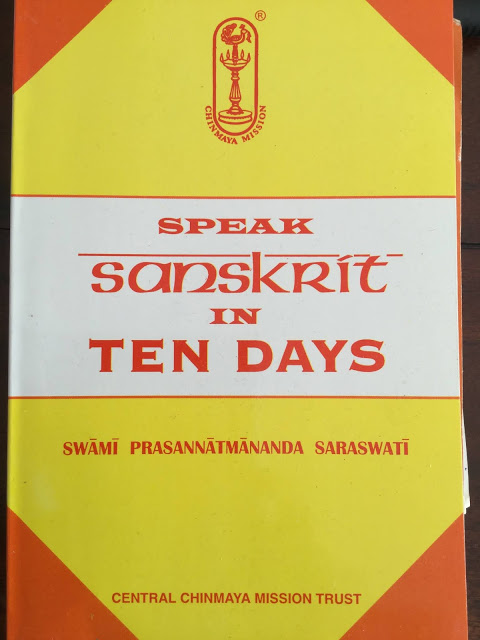 ®
CHINMAYA MISSION
SPEAK
Sanskrit
IN
TEN DAYS
SWĀMĪ PRASANNĀTMĀNANDA SARASWATĪ
CENTRAL CHINMAYA MISSION TRUST